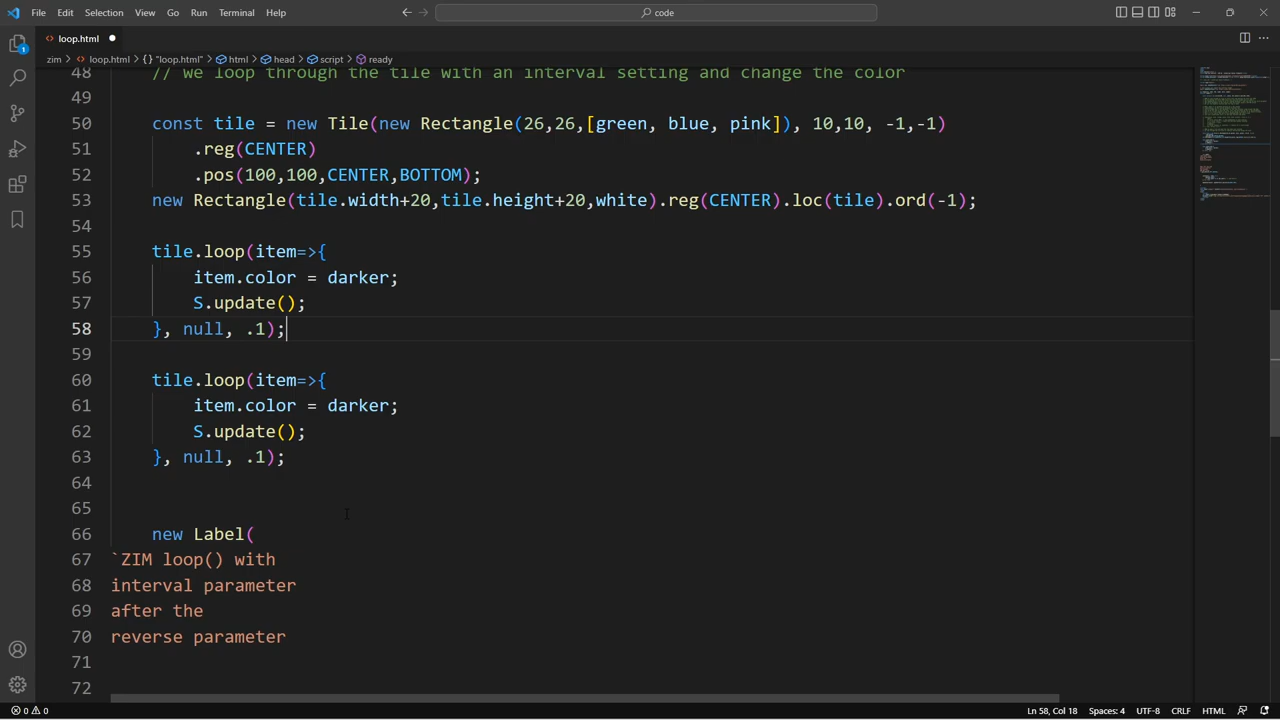 File Edit Selection View Go Run Terminal Help
code
loop.html
zim > loop.html > {} "loop.html" > html > head > script > ready
48 // we loop through the tile with an interval setting and change the color
49
50 const tile = new Tile(new Rectangle(26,26,[green, blue, pink]), 10,10, -1,-1)
51 .reg(CENTER)
52 .pos(100,100,CENTER,BOTTOM);
53 new Rectangle(tile.width+20,tile.height+20,white).reg(CENTER).loc(tile).ord(-1);
54
55 tile.loop(item=>{
56 item.color = darker;
57 S.update();
58 }, null, .1);
59
60 tile.loop(item=>{
61 item.color = darker;
62 S.update();
63 }, null, .1);
64
65
66 new Label(
67 `ZIM loop() with
68 interval parameter
69 after the
70 reverse parameter
71
72
1
0 0 Ln 58, Col 18 Spaces: 4 UTF-8 CRLF HTML